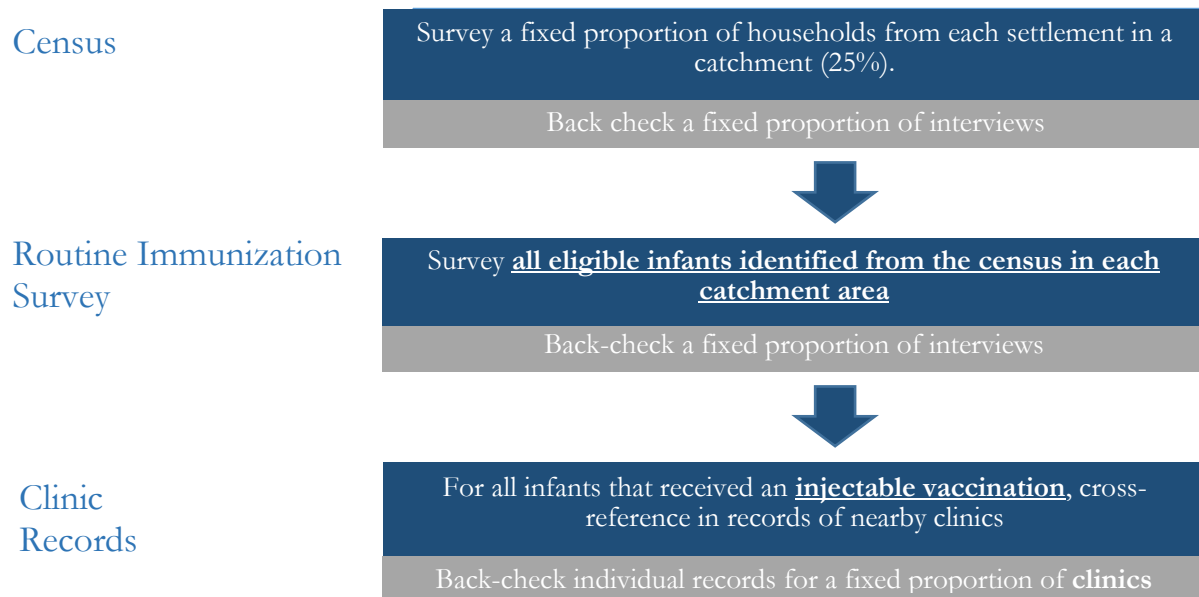 Census
Survey a fixed proportion of households from each settlement in a
catchment (25%).
Back check a fixed proportion of interviews
Routine Immunization
Survey
Survey all eligible infants identified from the census in each
catchment area
Back-check a fixed proportion of interviews
Clinic
Records
For all infants that received an injectable vaccination, cross-
reference in records of nearby clinics
Back-check individual records for a fixed proportion of clinics